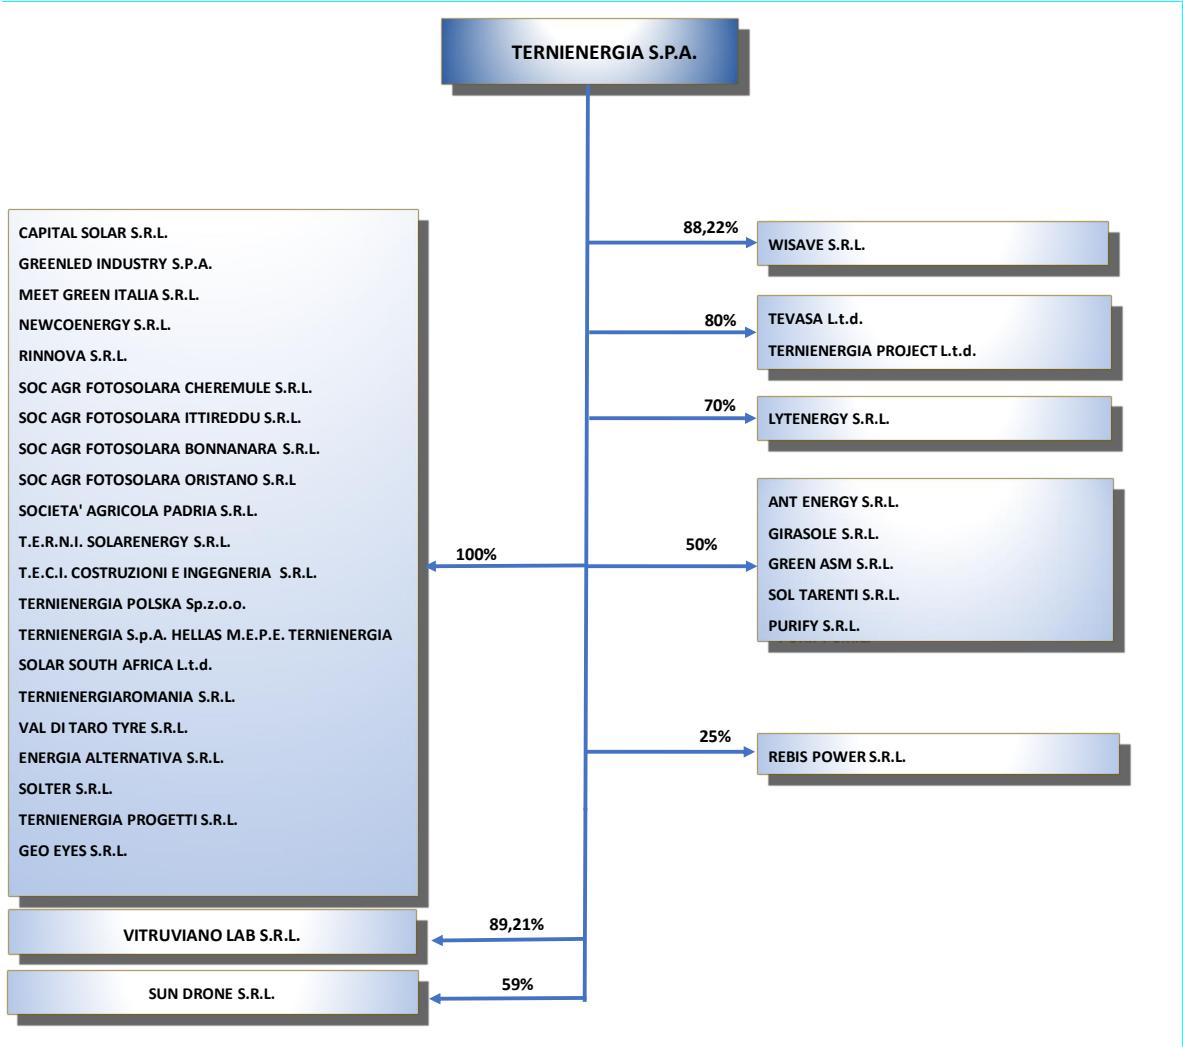 TERNIENERGIA S.P.A.
CAPITAL SOLAR S.R.L.
GREENLED INDUSTRY S.P.A.
MEET GREEN ITALIA S.R.L.
NEWCOENERGY S.R.L.
RINNOVA S.R.L.
SOC AGR FOTOSOLARA CHEREMULE S.R.L.
SOC AGR FOTOSOLARA ITTIREDDU S.R.L.
SOC AGR FOTOSOLARA BONNANARA S.R.L.
SOC AGR FOTOSOLARA ORISTANO S.R.L
SOCIETA' AGRICOLA PADRIA S.R.L.
T.E.R.N.I. SOLARENERGY S.R.L.
T.E.C.I. COSTRUZIONI E INGEGNERIA S.R.L.
TERNIENERGIA POLSKA Sp.z.o.o.
TERNIENERGIA S.p.A. HELLAS M.E.P.E. TERNIENERGIA
SOLAR SOUTH AFRICA L.t.d.
TERNIENERGIAROMANIA S.R.L.
VAL DI TARO TYRE S.R.L.
ENERGIA ALTERNATIVA S.R.L.
SOLTER S.R.L.
TERNIENERGIA PROGETTI S.R.L.
GEO EYES S.R.L.
100%
VITRUVIANO LAB S.R.L.
89,21%
SUN DRONE S.R.L.
59%
88,22%
WISAVE S.R.L.
80%
TEVASA L.t.d.
TERNIENERGIA PROJECT L.t.d.
70%
LYTENERGY S.R.L.
50%
ANT ENERGY S.R.L.
GIRASOLE S.R.L.
GREEN ASM S.R.L.
SOL TARENTI S.R.L.
PURIFY S.R.L.
25%
REBIS POWER S.R.L.